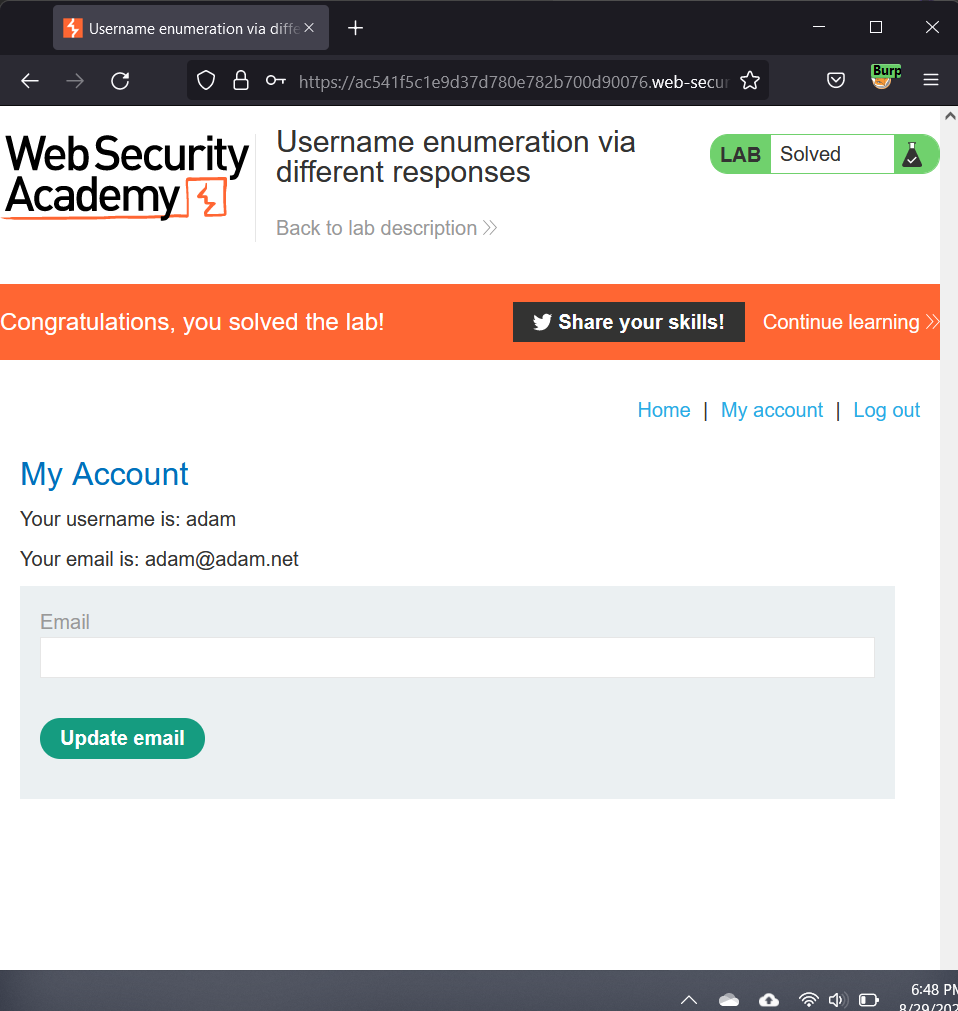 Username enumeration via diffe
https://ac541f5c1e9d37d780e782b700d90076.web-secur
Burp
Web Security
Academy
Username enumeration via
different responses
LAB Solved
Back to lab description
Congratulations, you solved the lab!
Share your skills!
Continue learning
Home | My account | Log out
My Account
Your username is: adam
Your email is: adam@adam.net
Email
Update email
6:48 PM
8/29/202